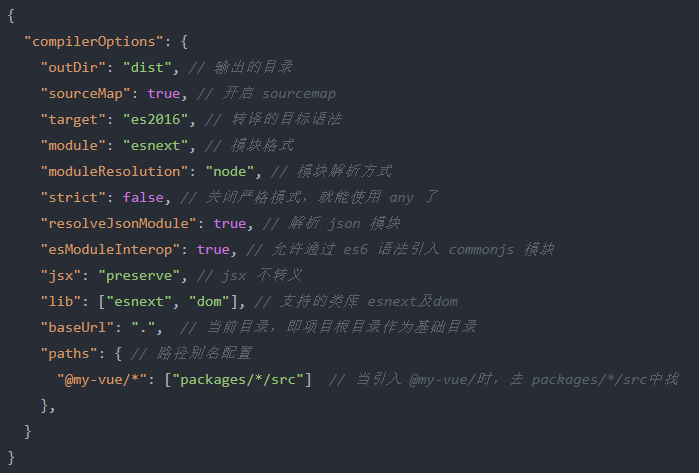 {
  "compilerOptions": {
    "outDir": "dist", // 输出的目录
    "sourceMap": true, // 开启 sourcemap
    "target": "es2016", // 转译的目标语法
    "module": "esnext", // 模块格式
    "moduleResolution": "node", // 模块解析方式
    "strict": false, // 关闭严格模式，就能使用 any 了
    "resolveJsonModule": true, // 解析 json 模块
    "esModuleInterop": true, // 允许通过 es6 语法引入 commonjs 模块
    "jsx": "preserve", // jsx 不转义
    "lib": ["esnext", "dom"], // 支持的类库 esnext及dom
    "baseUrl": ".",  // 当前目录，即项目根目录作为基础目录
    "paths": { // 路径别名配置
      "@my-vue/*": ["packages/*/src"]  // 当引入 @my-vue/时，去 packages/*/src中找
    },
  }
}